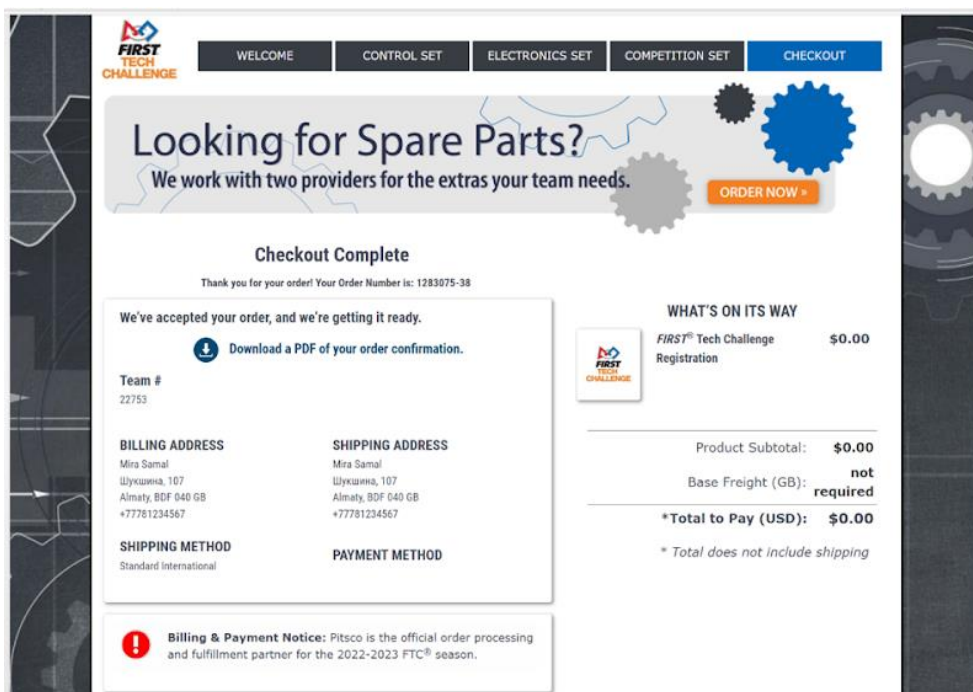 FIRST
TECH
CHALLENGE
WELCOME
CONTROL SET
ELECTRONICS SET
COMPETITION SET
CHECKOUT
Looking for Spare Parts?
We work with two providers for the extras your team needs.
ORDER NOW »
Checkout Complete
Thank you for your order! Your Order Number is: 1283075-38
We've accepted your order, and we're getting it ready.
Download a PDF of your order confirmation.
Team #
22753
BILLING ADDRESS
Mira Samal
Шукшина, 107
Almaty, BDF 040 GB
+77781234567
SHIPPING ADDRESS
Mira Samal
Шукшина, 107
Almaty, BDF 040 GB
+77781234567
SHIPPING METHOD
Standard International
PAYMENT METHOD
Billing & Payment Notice: Pitsco is the official order processing
and fulfillment partner for the 2022-2023 FTC® season.
WHAT'S ON ITS WAY
FIRST
TECH
CHALLENGE
FIRST® Tech Challenge $0.00
Registration
Product Subtotal: $0.00
Base Freight (GB): not
required
*Total to Pay (USD): $0.00
* Total does not include shipping